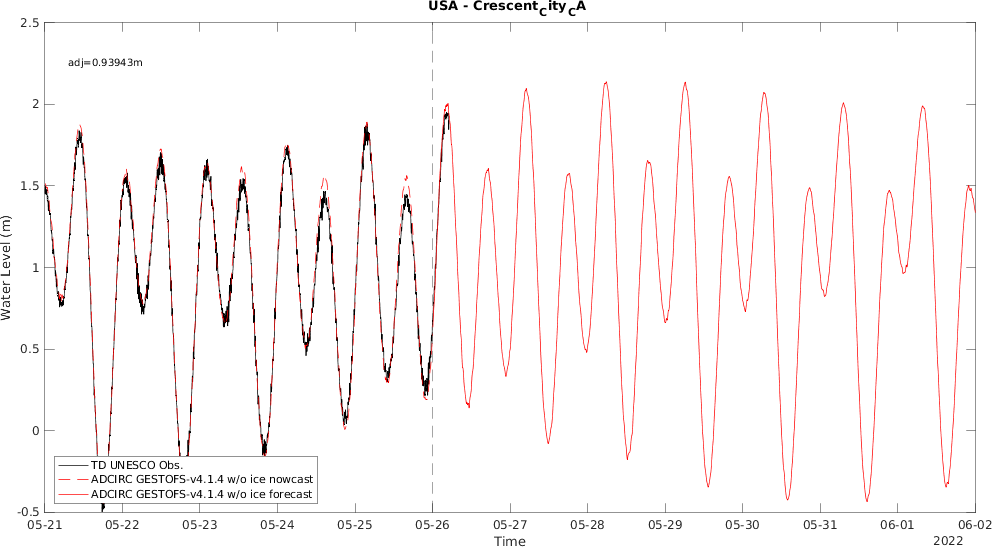 USA - Crescent_City_CA
adj=0.93943m
Water Level (m)
2.5
2
1.5
1
0.5
0
-0.5
TD UNESCO Obs.
ADCIRC GESTOFS-v4.1.4 w/o ice nowcast
ADCIRC GESTOFS-v4.1.4 w/o ice forecast
05-21 05-22 05-23 05-24 05-25 05-26 05-27 05-28 05-29 05-30 05-31 06-01 06-02
Time
2022